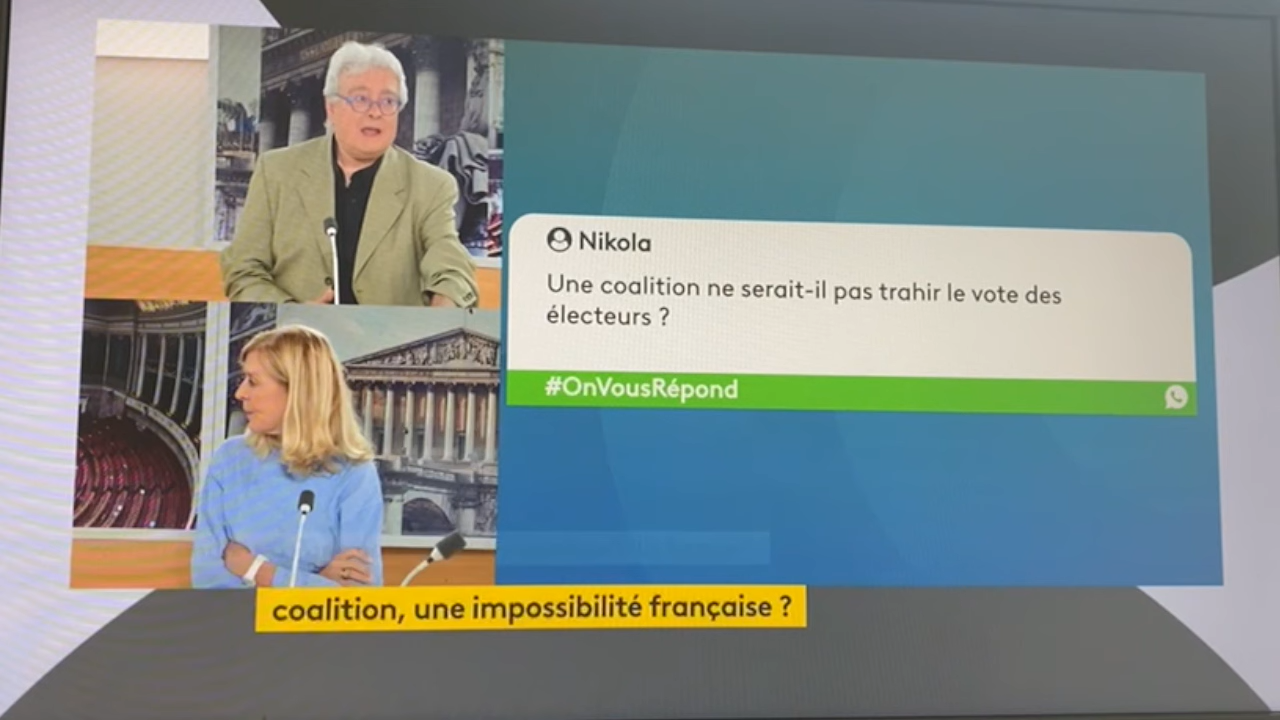 Nikola
Une coalition ne serait-il pas trahir le vote des
électeurs ?
#OnVousRépond
coalition, une impossibilité française ?